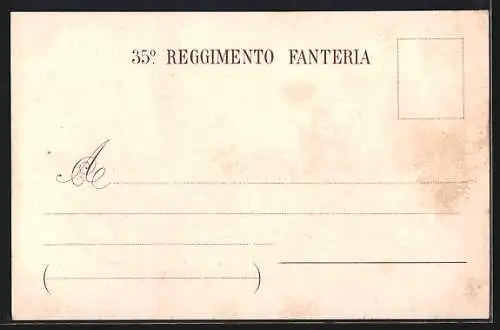 35º REGGIMENTO FANTERIA
A
( )